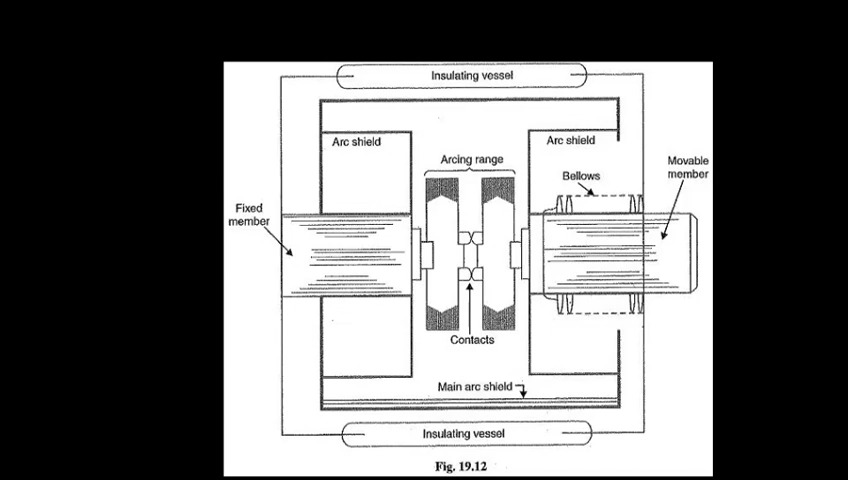 Insulating vessel
Arc shield
Arc shield
Arcing range
Movable
member
Bellows
Fixed
member
Contacts
Main arc shield
Insulating vessel
Fig. 19.12